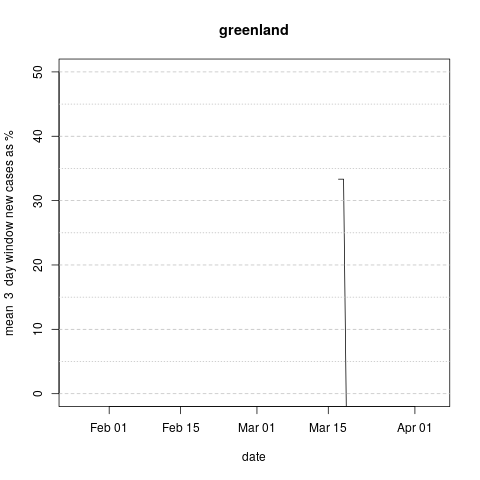 greenland
mean  3  day window new cases as %
50
40
30
20
10
0
Feb 01
Feb 15
Mar 01
Mar 15
Apr 01
date